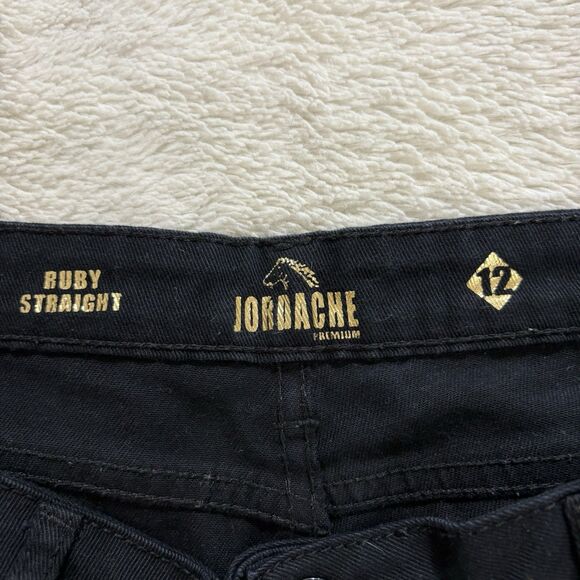 RUBY
STRAIGHT
JORDACHE
PREMIUM
12